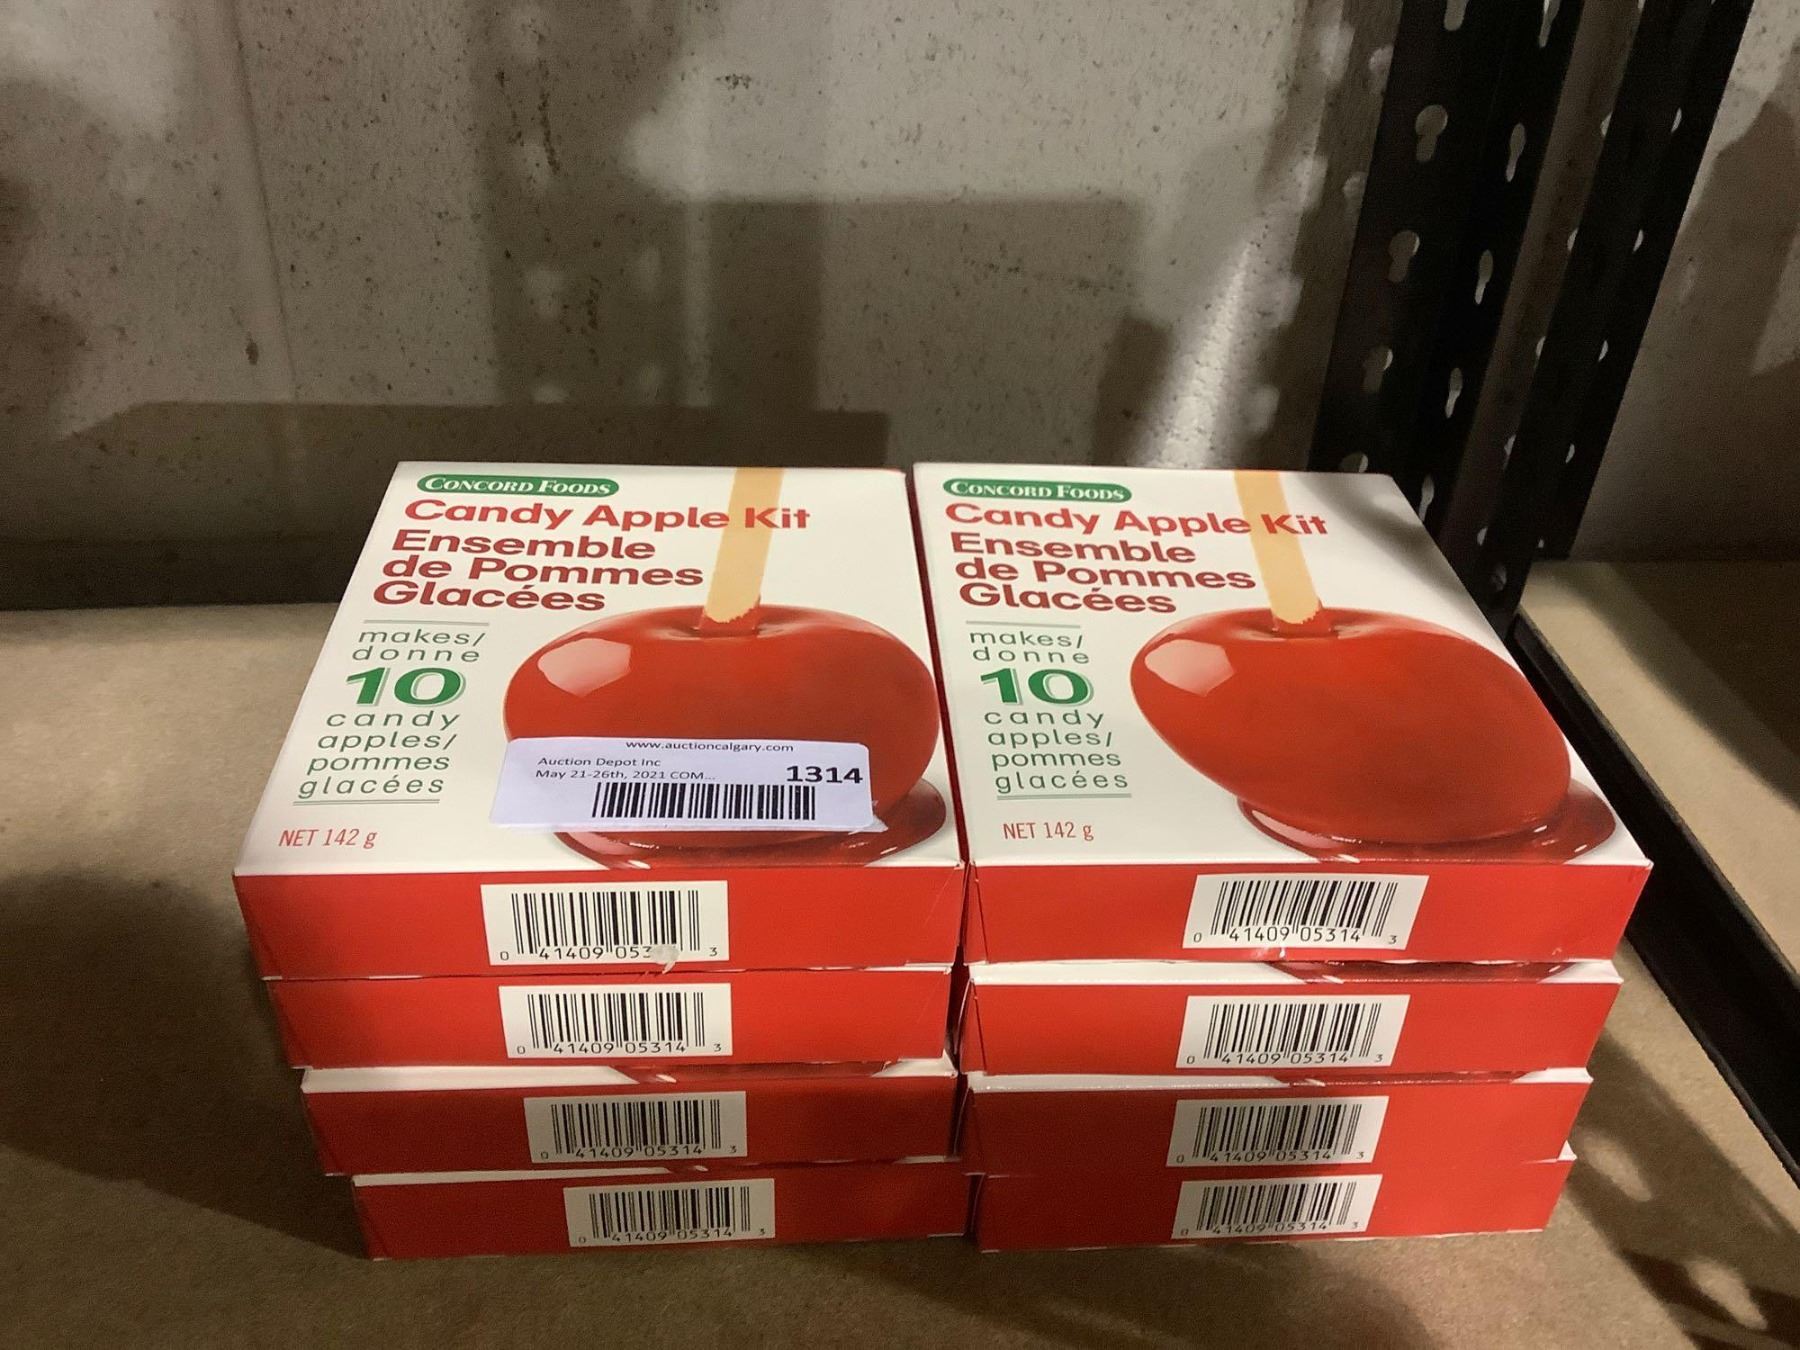 CONCORD FOODS
Candy Apple Kit
Ensemble
de Pommes
Glacées
makes/
donne
10
candy
apples/
pommes
glacées
NET 142 g
www.auctioncalgary.com
Auction Depot Inc
May 21-26th, 2021 COM...
1314
0 41409 053 3
0 41409 05314 3
0 41409 05314 3
0 41409 05314 3
CONCORD FOODS
Candy Apple Kit
Ensemble
de Pommes
Glacées
makes/
donne
10
candy
apples/
pommes
glacées
NET 142 g
0 41409 05314 3
0 41409 05314 3
0 41409 05314 3
0 41409 05314 3